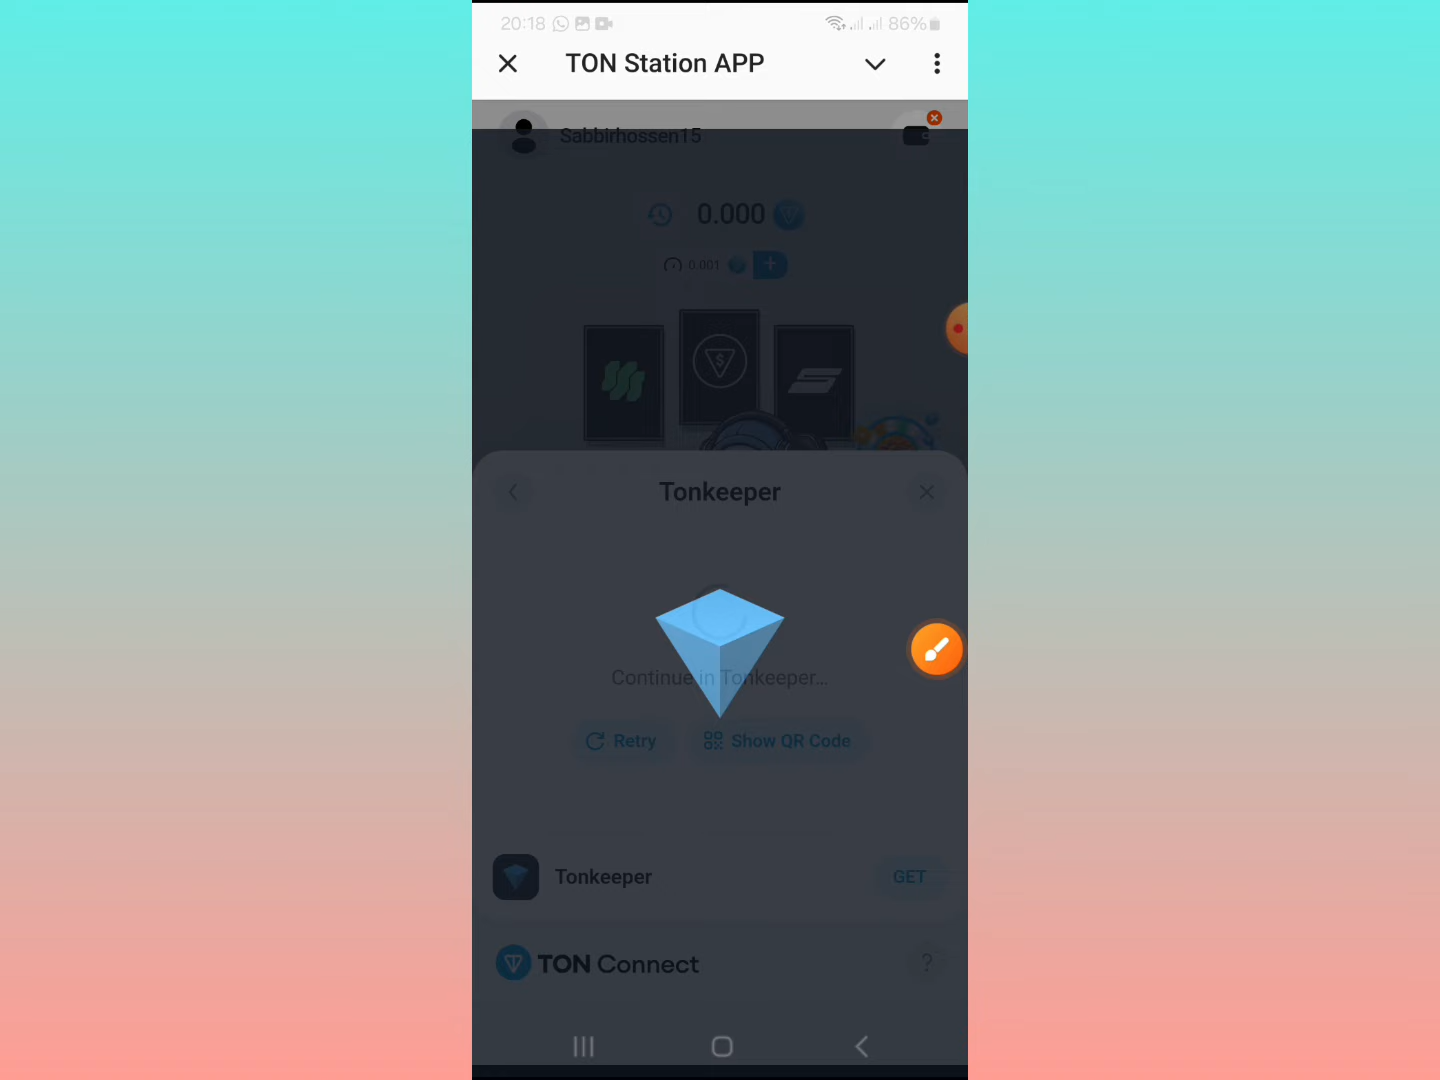 20:18
86%
TON Station APP
Sabbirhossen15
0.000
0.001
+
$
Tonkeeper
Continue in Tonkeeper...
Retry
Show QR Code
Tonkeeper
GET
TON Connect
?